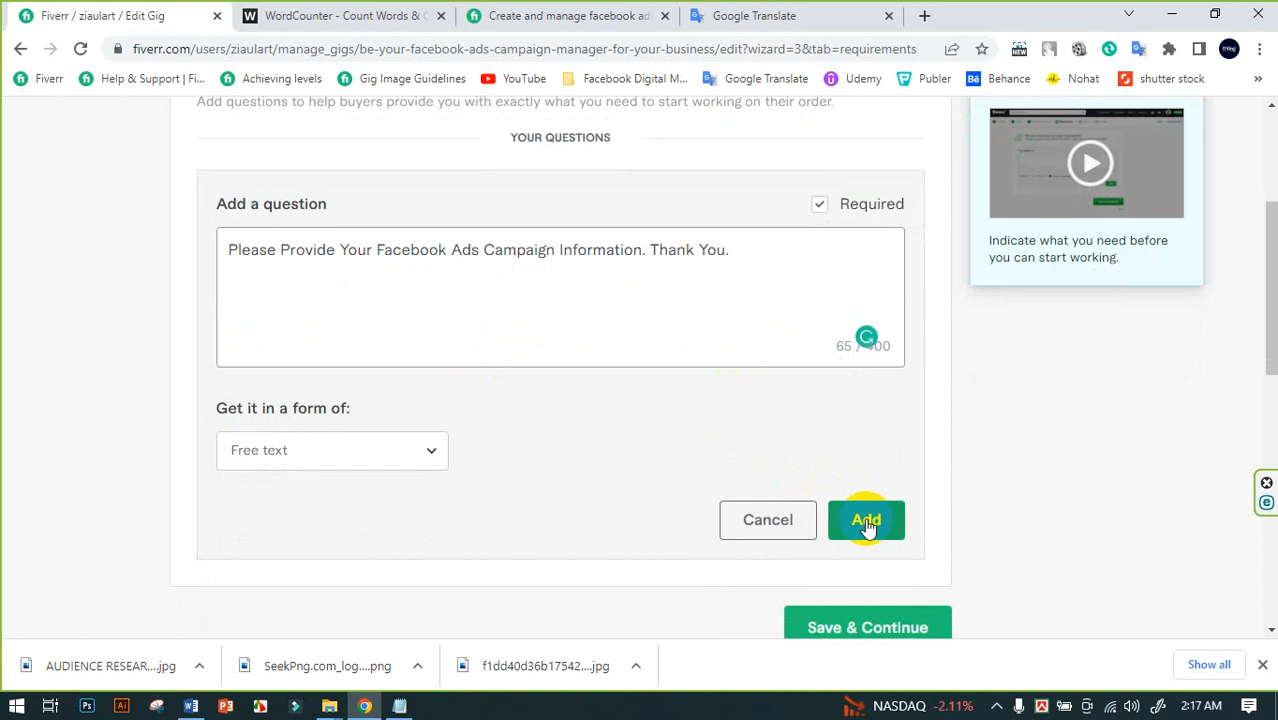 Fiverr / ziaulart / Edit Gig
WordCounter - Count Words & C
Create and manage facebook ad
Google Translate
fiverr.com/users/ziaulart/manage_gigs/be-your-facebook-ads-campaign-manager-for-your-business/edit?wizard=3&tab=requirements
Fiverr
Help & Support | Fi...
Achieving levels
Gig Image Guidelines
YouTube
Facebook Digital M...
Google Translate
Udemy
Publer
Behance
Nohat
shutter stock
Add questions to help buyers provide you with exactly what you need to start working on their order.
YOUR QUESTIONS
Add a question
Required
Please Provide Your Facebook Ads Campaign Information. Thank You.
65 / 400
Get it in a form of:
Free text
Cancel
Add
Save & Continue
Indicate what you need before
you can start working.
AUDIENCE RESEAR....jpg
SeekPng.com_log....png
f1dd40d36b17542....jpg
Show all
NASDAQ -2.11%
2:17 AM